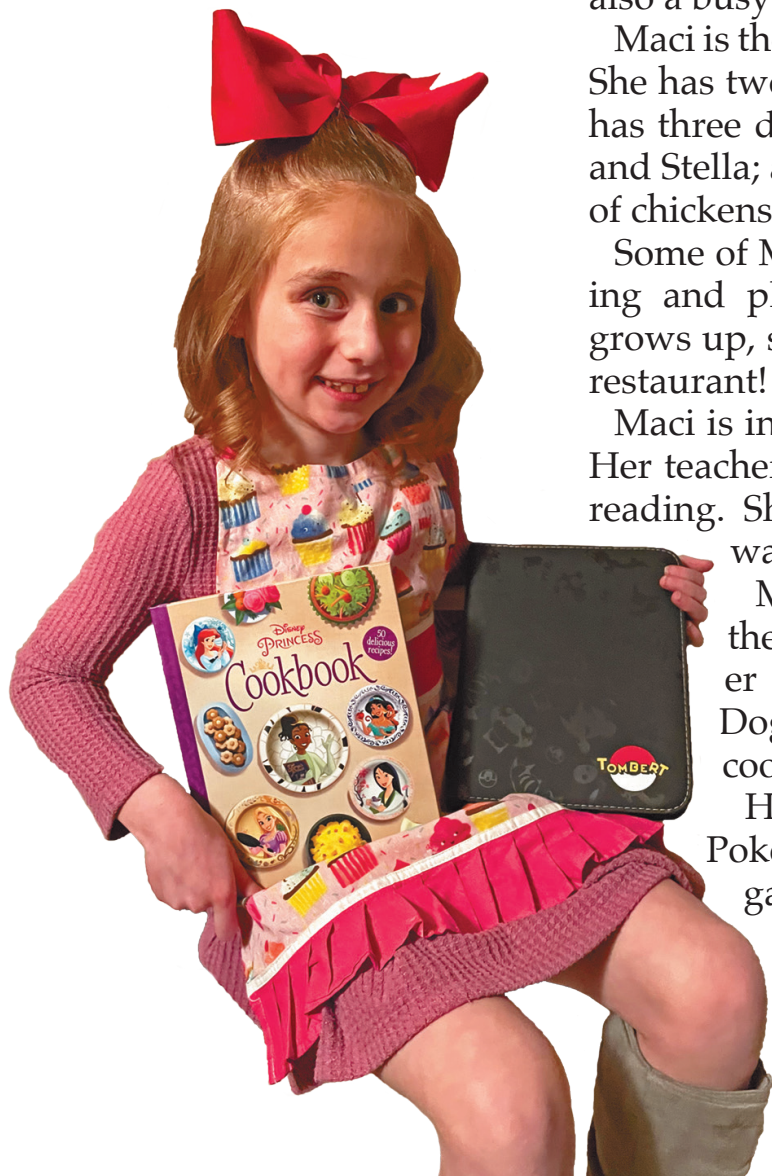 also a busy
Maci is th
She has two
has three d
and Stella; a
of chickens
Some of M
ing and pl
grows up, s
restaurant!
Maci is in
Her teacher
reading. Sh
wa
M
the
er
Dog
coo
H
Poke
ga
Disney
PRINCESS
Cookbook
50
delicious
recipes!
TOMBERT